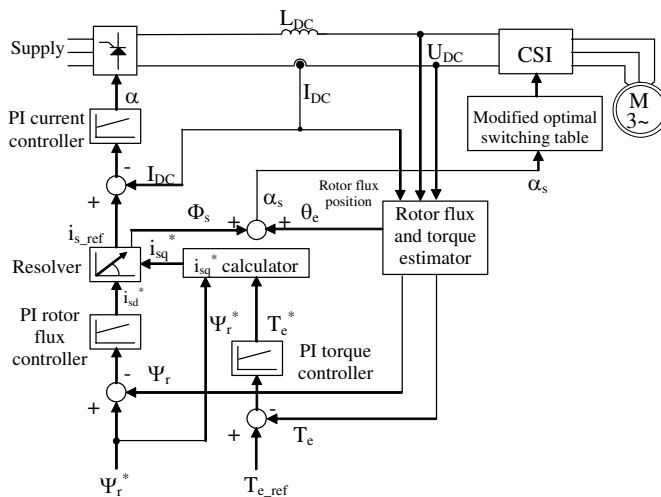 L_DC
Supply
U_DC
CSI
I_DC
α
M
3~
PI current
controller
Modified optimal
switching table
-
I_DC
+
α_s
α_s
Rotor flux
position
Φ_s
+
+
θ_e
Rotor flux
and torque
estimator
i_s_ref
i_sq*
i_sq* calculator
Resolver
i_sd*
PI rotor
flux
controller
Ψ_r*
T_e*
PI torque
controller
-
Ψ_r
+
-
+
T_e
Ψ_r*
T_e_ref